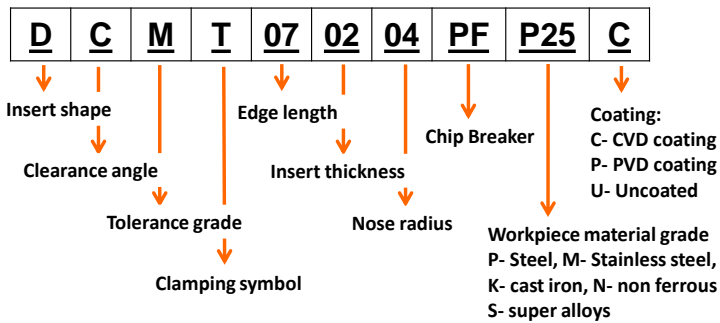 D C M T 07 02 04 PF P25 C
Insert shape
Edge length
Coating:
C- CVD coating
P- PVD coating
U- Uncoated
Chip Breaker
Clearance angle
Insert thickness
Tolerance grade
Nose radius
Workpiece material grade
P- Steel, M- Stainless steel,
K- cast iron, N- non ferrous
S- super alloys
Clamping symbol